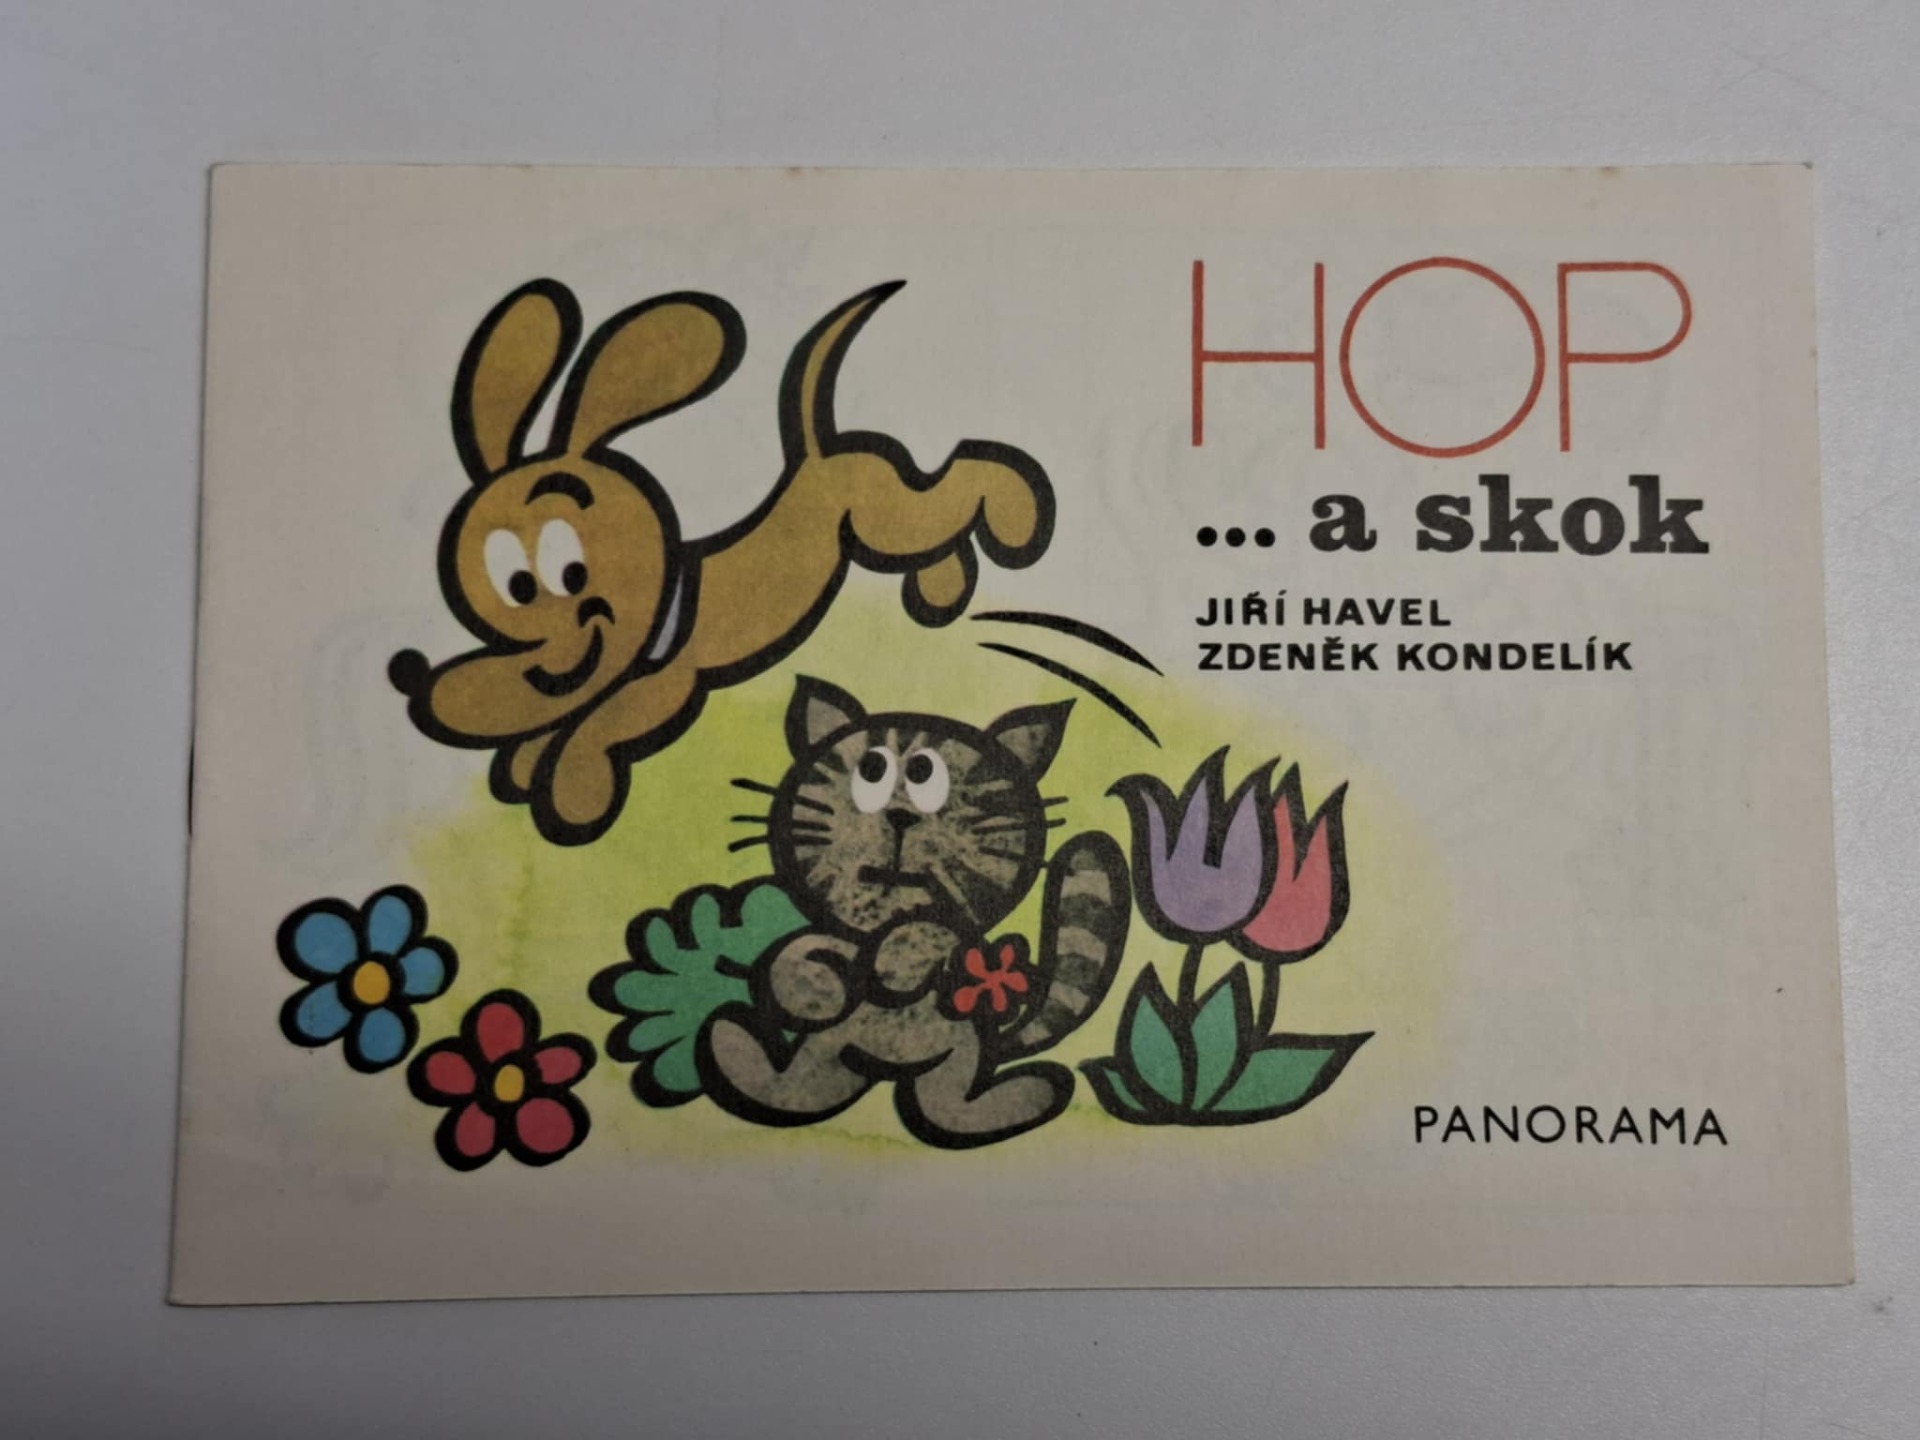 HOP
... a skok
JIŘÍ HAVEL
ZDENĚK KONDELÍK
PANORAMA